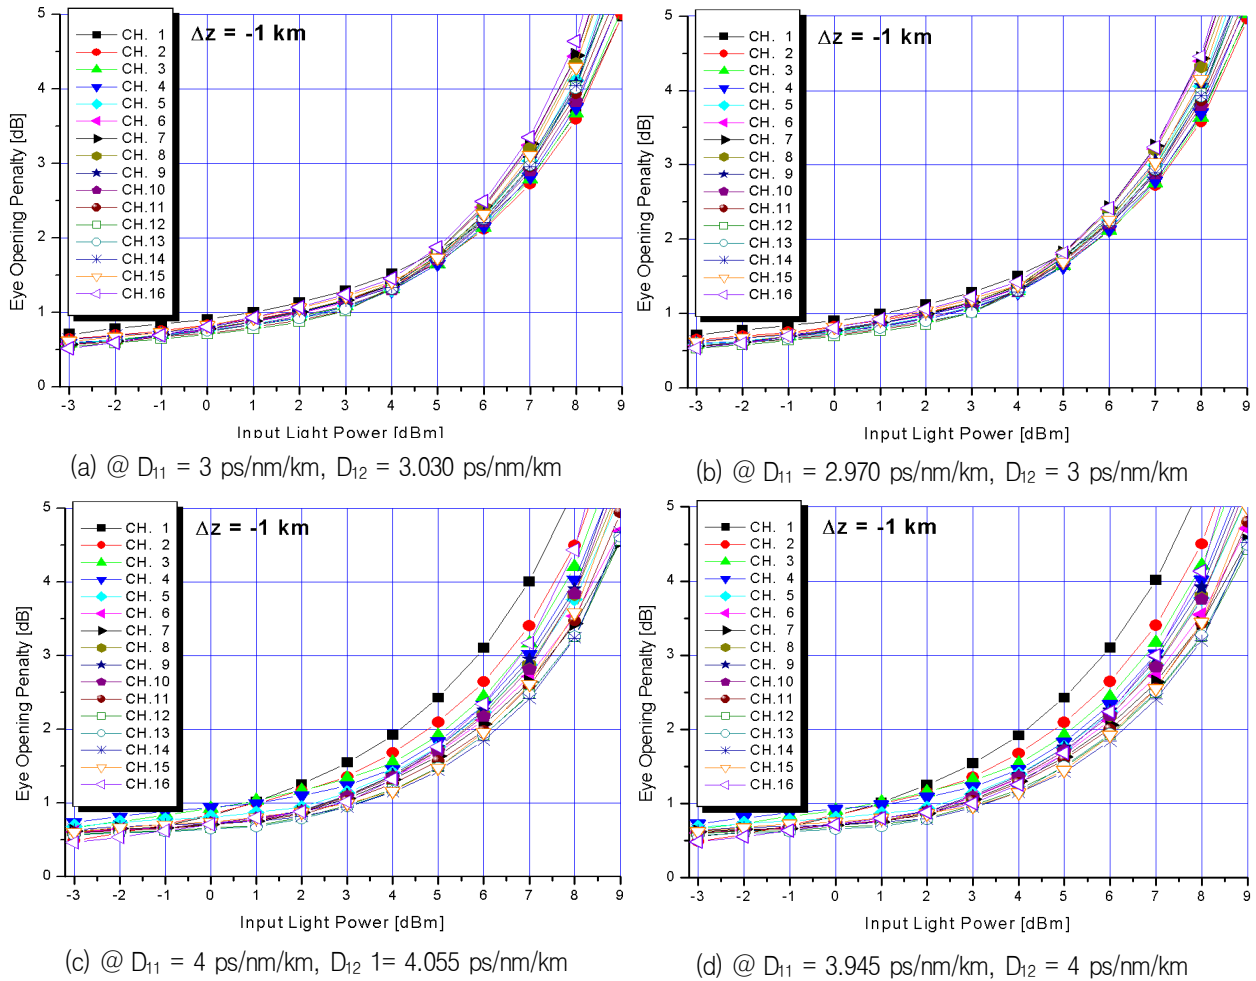 Δz = -1 km
CH. 1
CH. 2
CH. 3
CH. 4
CH. 5
CH. 6
CH. 7
CH. 8
CH. 9
CH.10
CH.11
CH.12
CH.13
CH.14
CH.15
CH.16
Eye Opening Penalty [dB]
5
4
3
2
1
0
-3 -2 -1 0 1 2 3 4 5 6 7 8 9
Input Light Power [dBm]
(a) @ D₁₁ = 3 ps/nm/km, D₁₂ = 3.030 ps/nm/km
Δz = -1 km
CH. 1
CH. 2
CH. 3
CH. 4
CH. 5
CH. 6
CH. 7
CH. 8
CH. 9
CH.10
CH.11
CH.12
CH.13
CH.14
CH.15
CH.16
Eye Opening Penalty [dB]
5
4
3
2
1
0
-3 -2 -1 0 1 2 3 4 5 6 7 8 9
Input Light Power [dBm]
(b) @ D₁₁ = 2.970 ps/nm/km, D₁₂ = 3 ps/nm/km
Δz = -1 km
CH. 1
CH. 2
CH. 3
CH. 4
CH. 5
CH. 6
CH. 7
CH. 8
CH. 9
CH.10
CH.11
CH.12
CH.13
CH.14
CH.15
CH.16
Eye Opening Penalty [dB]
5
4
3
2
1
0
-3 -2 -1 0 1 2 3 4 5 6 7 8 9
Input Light Power [dBm]
(c) @ D₁₁ = 4 ps/nm/km, D₁₂ 1= 4.055 ps/nm/km
Δz = -1 km
CH. 1
CH. 2
CH. 3
CH. 4
CH. 5
CH. 6
CH. 7
CH. 8
CH. 9
CH.10
CH.11
CH.12
CH.13
CH.14
CH.15
CH.16
Eye Opening Penalty [dB]
5
4
3
2
1
0
-3 -2 -1 0 1 2 3 4 5 6 7 8 9
Input Light Power [dBm]
(d) @ D₁₁ = 3.945 ps/nm/km, D₁₂ = 4 ps/nm/km